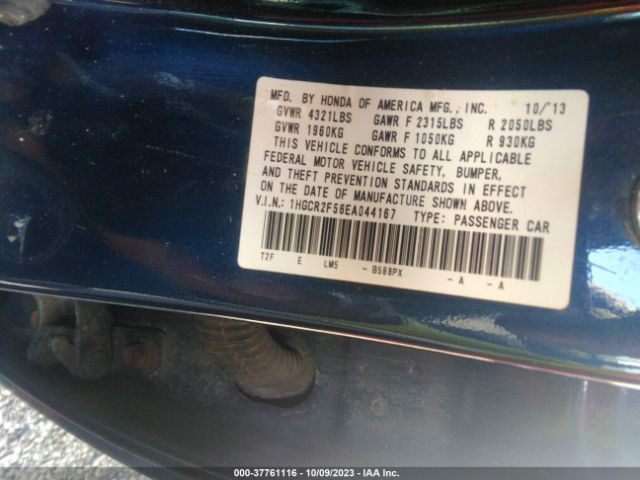 MFD. BY HONDA OF AMERICA MFG., INC. 10/'13
GVWR 4321LBS GAWR F 2315LBS R 2050LBS
GVWR 1960KG GAWR F 1050KG R 930KG
THIS VEHICLE CONFORMS TO ALL APPLICABLE
FEDERAL MOTOR VEHICLE SAFETY, BUMPER,
AND THEFT PREVENTION STANDARDS IN EFFECT
ON THE DATE OF MANUFACTURE SHOWN ABOVE.
V.I.N.: 1HGCR2F56EA044167 TYPE: PASSENGER CAR
T2F E LM5 - B588PX - A - A
000-37761116 - 10/09/2023 - IAA Inc.